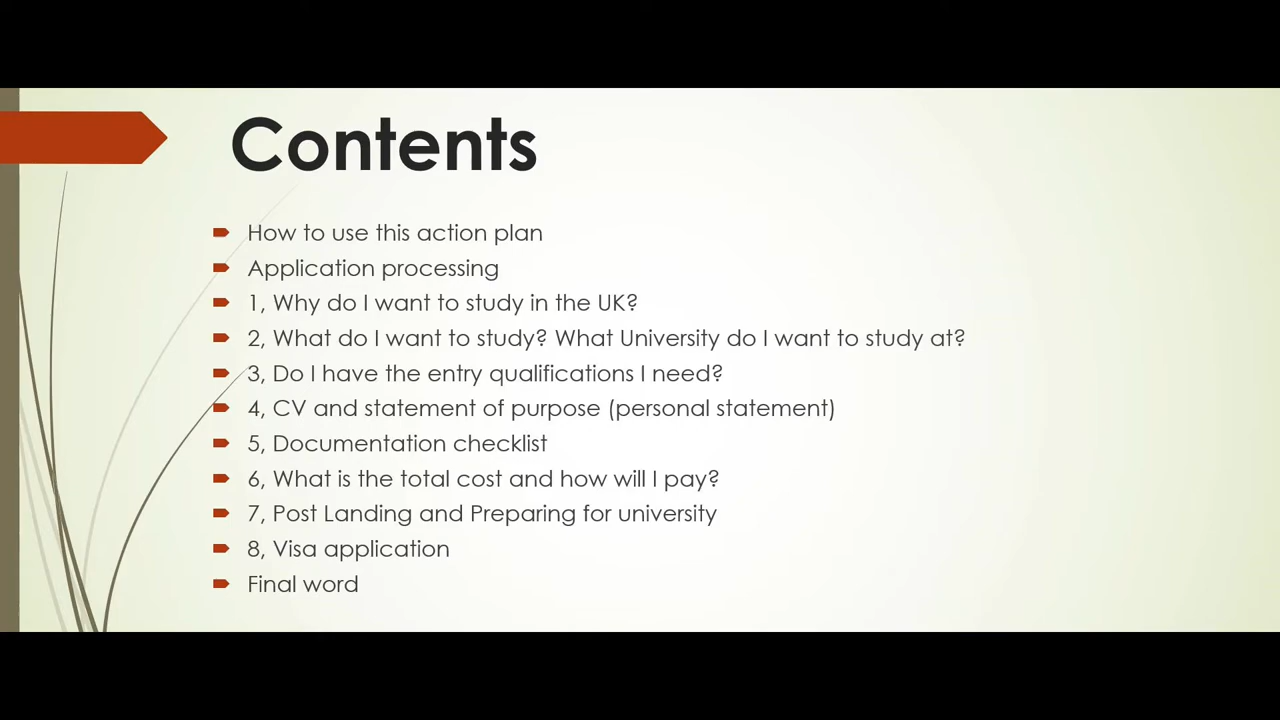 Contents
How to use this action plan
Application processing
1, Why do I want to study in the UK?
2, What do I want to study? What University do I want to study at?
3, Do I have the entry qualifications I need?
4, CV and statement of purpose (personal statement)
5, Documentation checklist
6, What is the total cost and how will I pay?
7, Post Landing and Preparing for university
8, Visa application
Final word